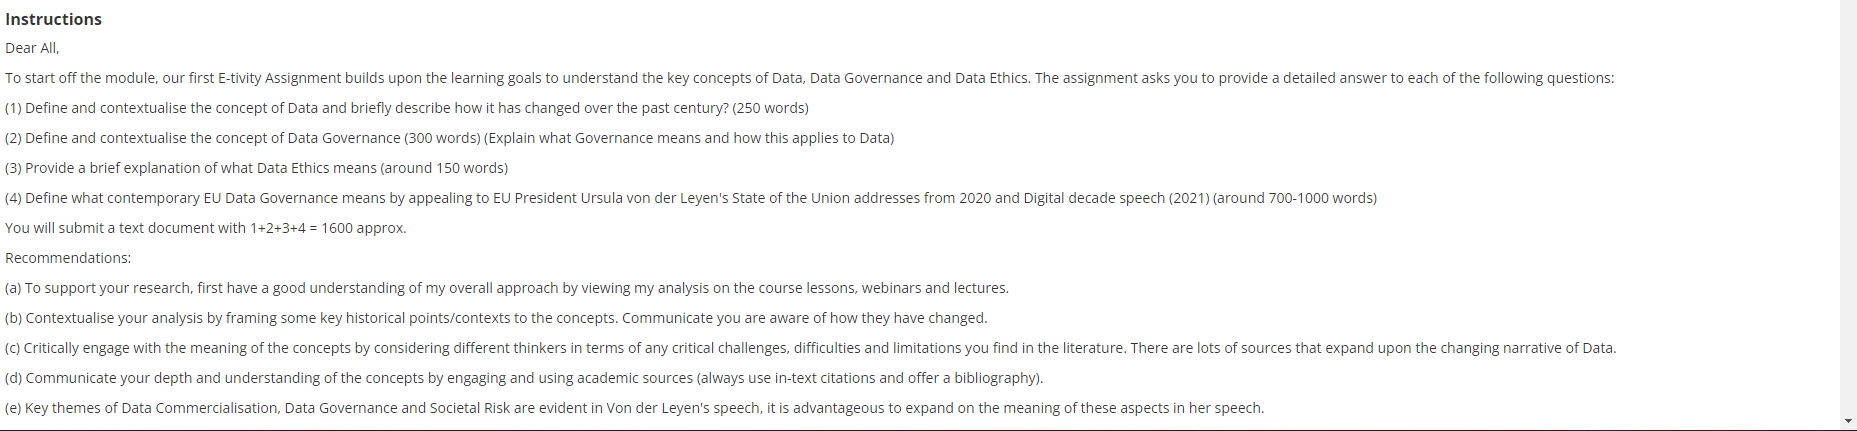 Instructions
Dear All,
To start off the module, our first E-tivity Assignment builds upon the learning goals to understand the key concepts of Data, Data Governance and Data Ethics. The assignment asks you to provide a detailed answer to each of the following questions:
(1) Define and contextualise the concept of Data and briefly describe how it has changed over the past century? (250 words)
(2) Define and contextualise the concept of Data Governance (300 words) (Explain what Governance means and how this applies to Data)
(3) Provide a brief explanation of what Data Ethics means (around 150 words)
(4) Define what contemporary EU Data Governance means by appealing to EU President Ursula von der Leyen's State of the Union addresses from 2020 and Digital decade speech (2021) (around 700-1000 words)
You will submit a text document with 1+2+3+4 = 1600 approx.
Recommendations:
(a) To support your research, first have a good understanding of my overall approach by viewing my analysis on the course lessons, webinars and lectures.
(b) Contextualise your analysis by framing some key historical points/contexts to the concepts. Communicate you are aware of how they have changed.
(c) Critically engage with the meaning of the concepts by considering different thinkers in terms of any critical challenges, difficulties and limitations you find in the literature. There are lots of sources that expand upon the changing narrative of Data.
(d) Communicate your depth and understanding of the concepts by engaging and using academic sources (always use in-text citations and offer a bibliography).
(e) Key themes of Data Commercialisation, Data Governance and Societal Risk are evident in Von der Leyen's speech, it is advantageous to expand on the meaning of these aspects in her speech.